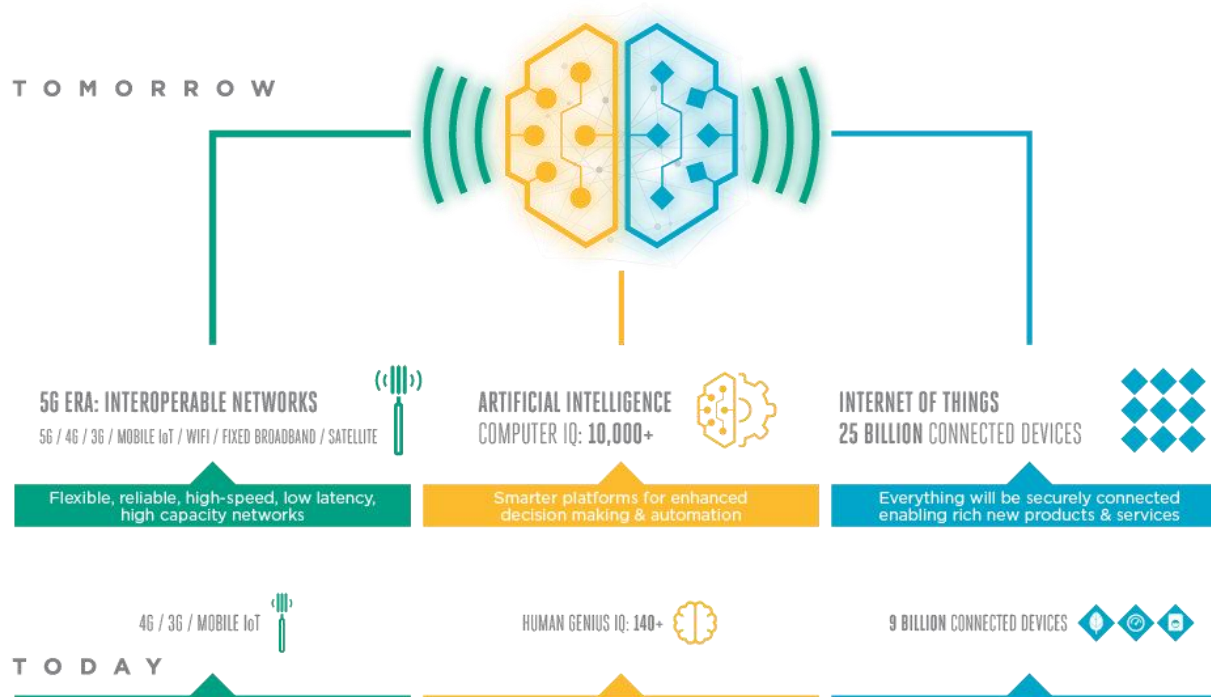 TOMORROW
5G ERA: INTEROPERABLE NETWORKS
5G / 4G / 3G / MOBILE IoT / WIFI / FIXED BROADBAND / SATELLITE
Flexible, reliable, high-speed, low latency,
high capacity networks
ARTIFICIAL INTELLIGENCE
COMPUTER IQ: 10,000+
Smarter platforms for enhanced
decision making & automation
INTERNET OF THINGS
25 BILLION CONNECTED DEVICES
Everything will be securely connected
enabling rich new products & services
4G / 3G / MOBILE IoT
HUMAN GENIUS IQ: 140+
9 BILLION CONNECTED DEVICES
TODAY